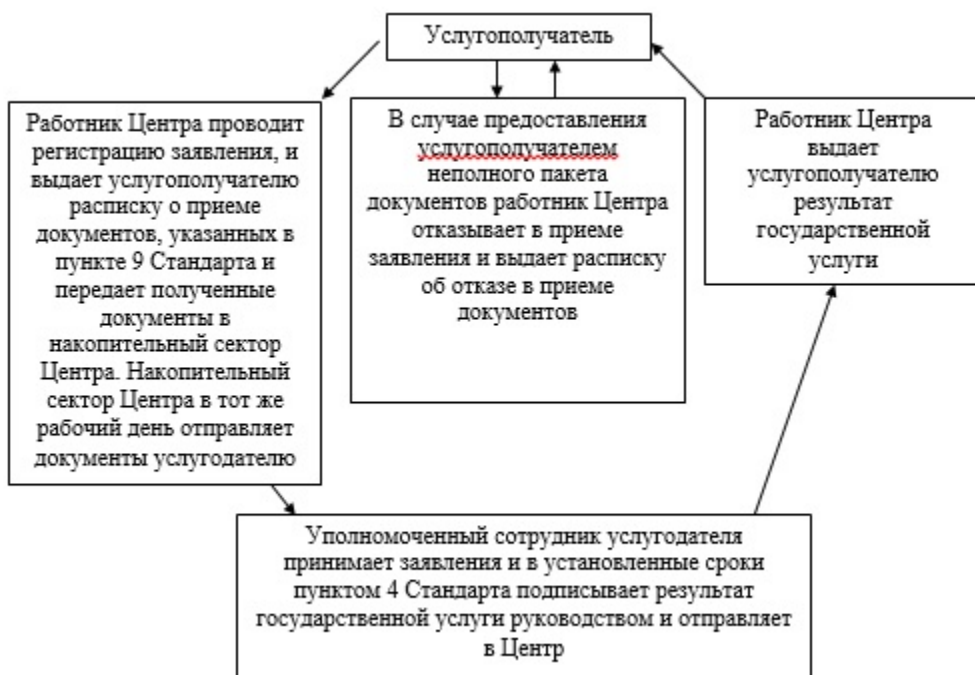 Услугополучатель
Работник Центра проводит
регистрацию заявления, и
выдает услугополучателю
расписку о приеме
документов, указанных в
пункте 9 Стандарта и
передает полученные
документы в
накопительный сектор
Центра. Накопительный
сектор Центра в тот же
рабочий день отправляет
документы услугодателю
В случае предоставления
услугополучателем
неполного пакета
документов работник Центра
отказывает в приеме
заявления и выдает расписку
об отказе в приеме
документов
Работник Центра
выдает
услугополучателю
результат
государственной
услуги
Уполномоченный сотрудник услугодателя
принимает заявления и в установленные сроки
пунктом 4 Стандарта подписывает результат
государственной услуги руководством и отправляет
в Центр